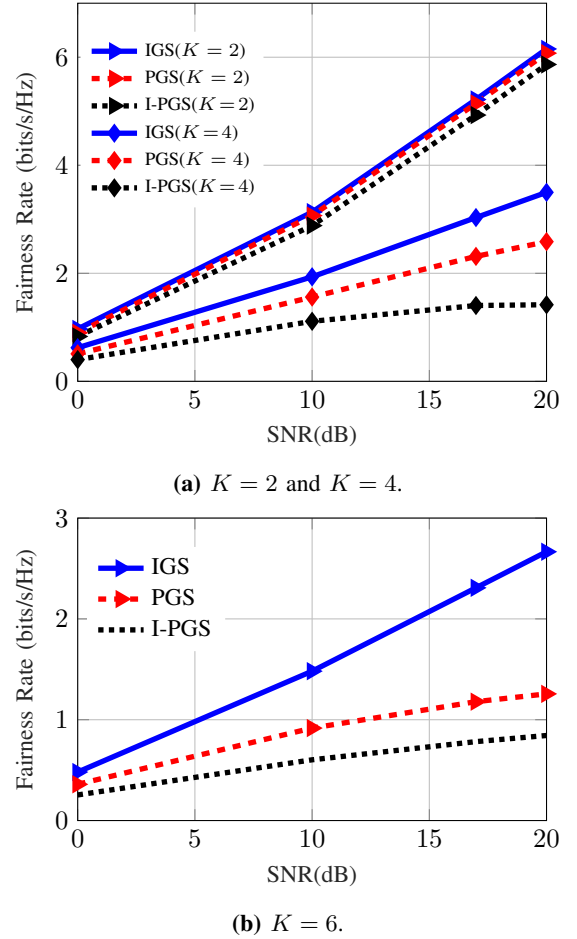 6
4
2
0
Fairness Rate (bits/s/Hz)
IGS(K = 2)
PGS(K = 2)
I-PGS(K=2)
IGS(K=4)
PGS(K = 4)
I-PGS(K=4)
0 5 10 15 20
SNR(dB)
(a) K = 2 and K = 4.
3
2
1
0
Fairness Rate (bits/s/Hz)
IGS
PGS
I-PGS
0 5 10 15 20
SNR(dB)
(b) K = 6.